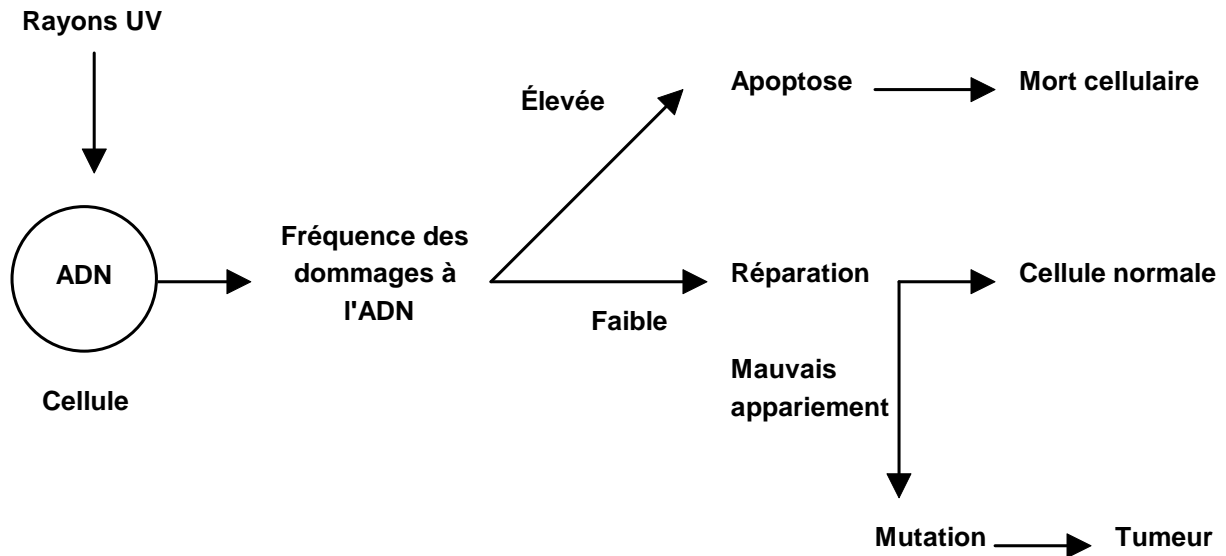 Rayons UV
Élevée
Apoptose
Mort cellulaire
ADN
Fréquence des
dommages à
l'ADN
Réparation
Cellule normale
Faible
Mauvais
appariement
Cellule
Mutation
Tumeur